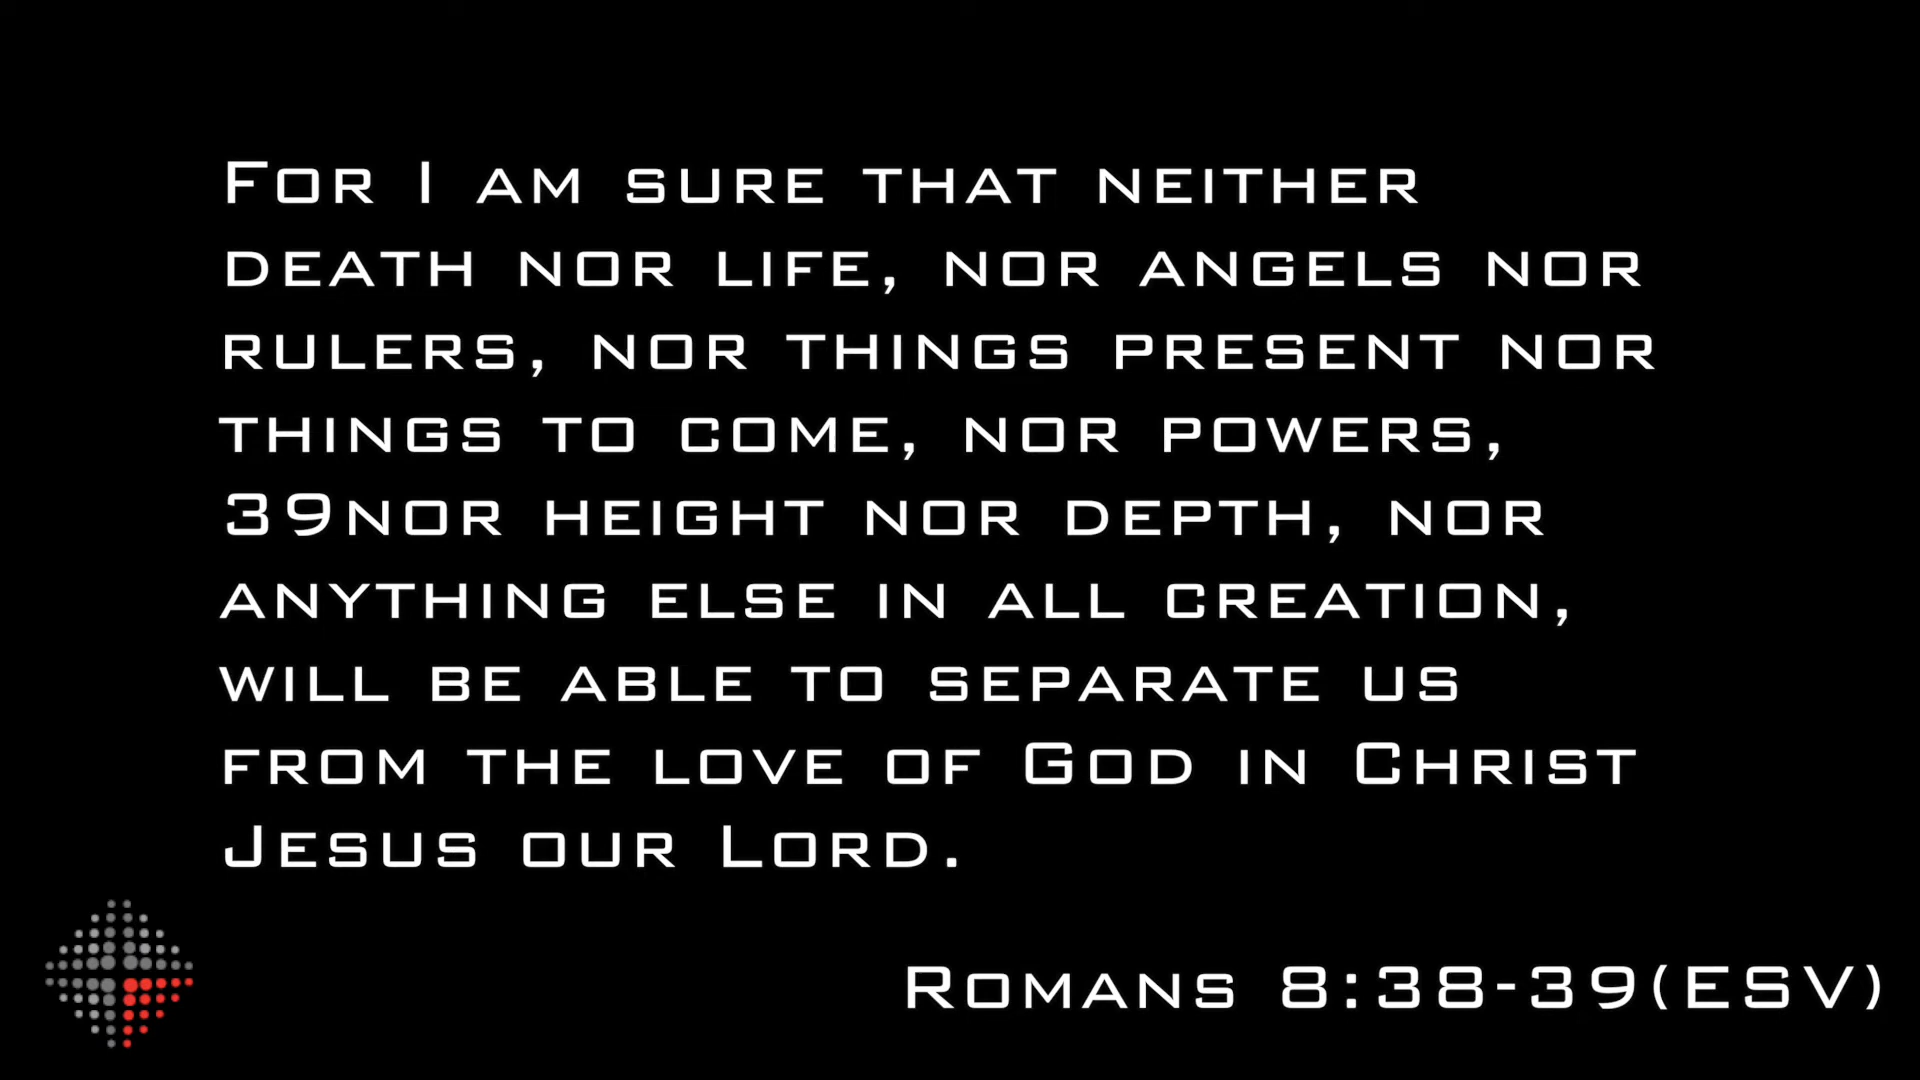 For I am sure that neither
death nor life, nor angels nor
rulers, nor things present nor
things to come, nor powers,
39nor height nor depth, nor
anything else in all creation,
will be able to separate us
from the love of God in Christ
Jesus our Lord.
Romans 8:38-39(ESV)